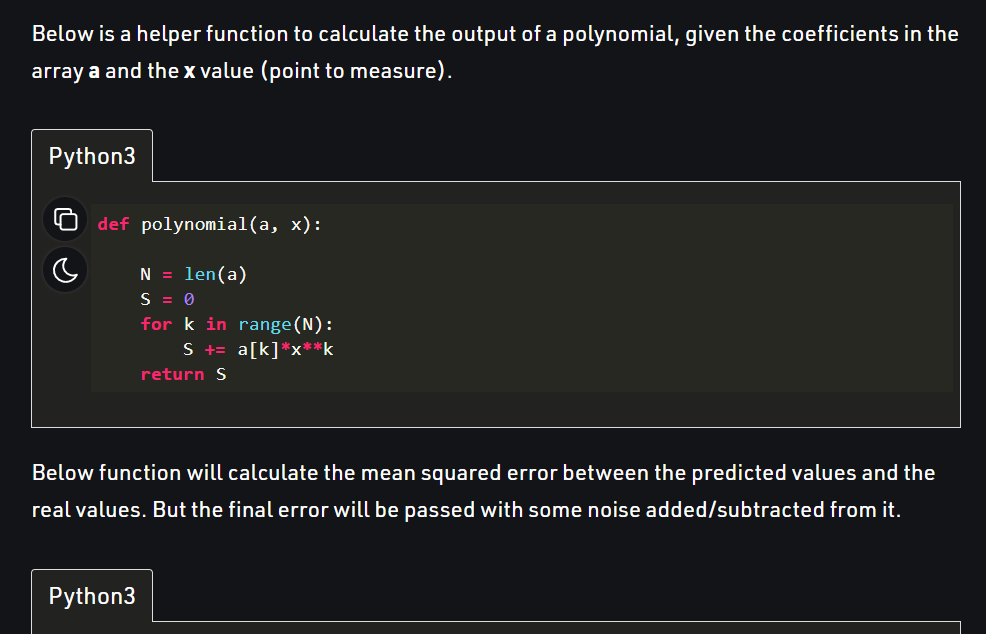 Below is a helper function to calculate the output of a polynomial, given the coefficients in the
array a and the x value (point to measure).
Python3
def polynomial(a, x):
    N = len(a)
    S = 0
    for k in range(N):
        S += a[k]*x**k
    return S
Below function will calculate the mean squared error between the predicted values and the
real values. But the final error will be passed with some noise added/subtracted from it.
Python3